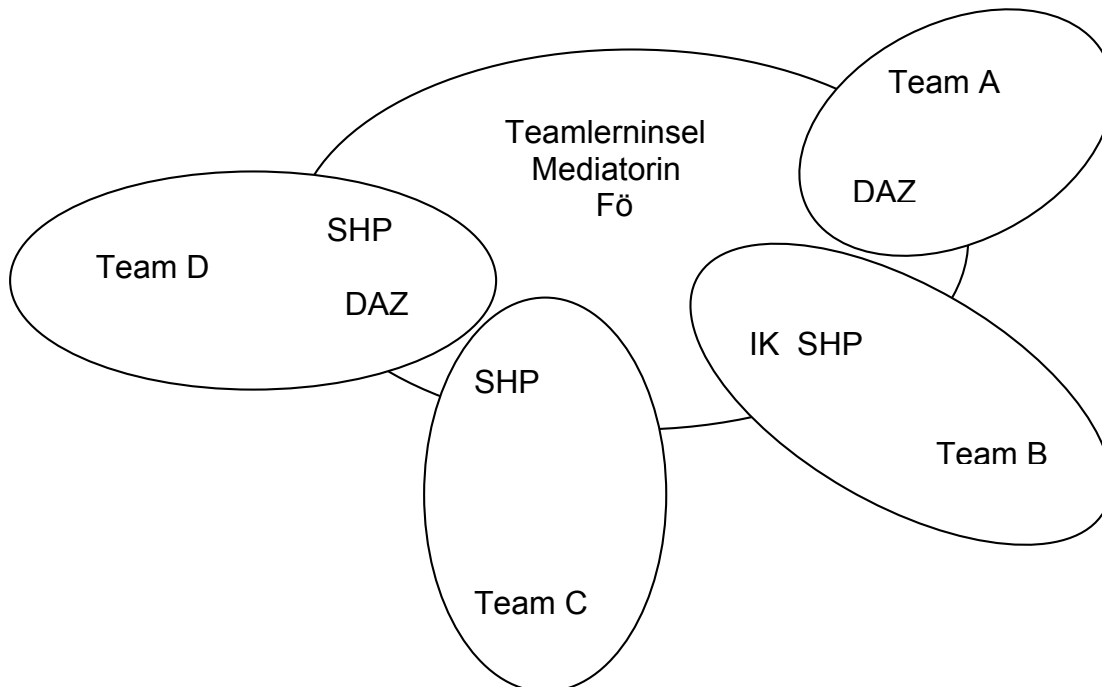 Team A
Teamlerninsel
Mediatorin
Fö
DAZ
SHP
Team D
DAZ
IK SHP
SHP
Team B
Team C